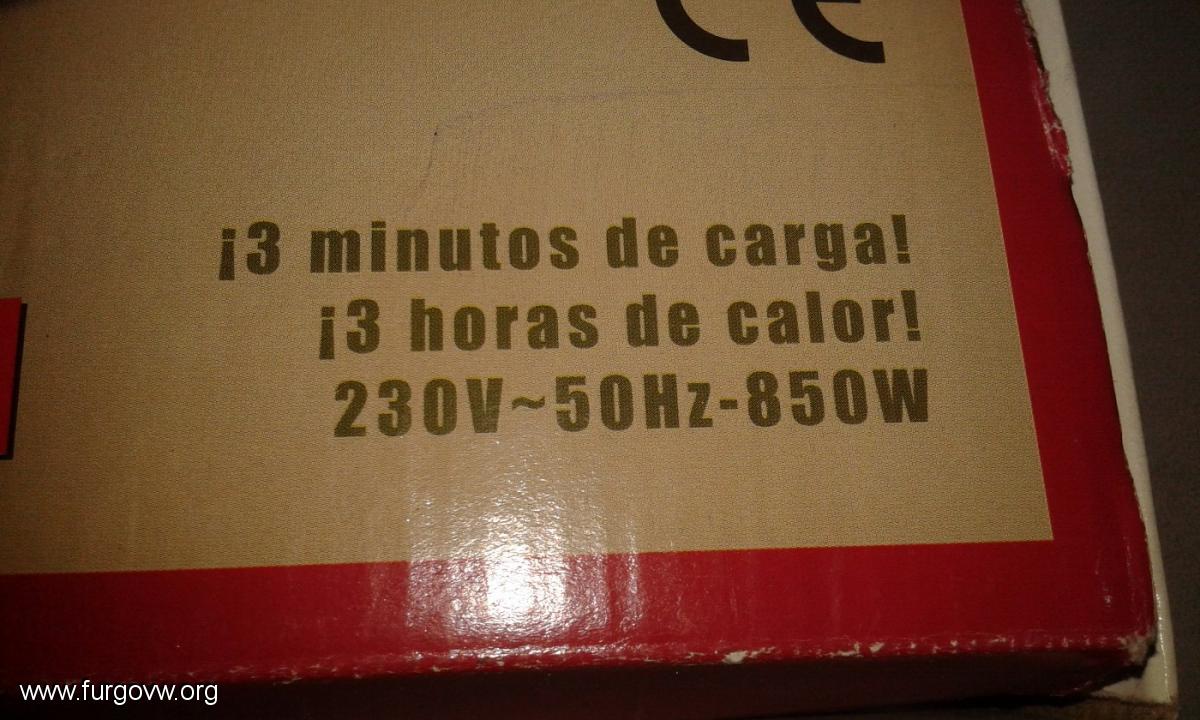 CE
¡3 minutos de carga!
¡3 horas de calor!
230V~50Hz-850W
www.furgovw.org